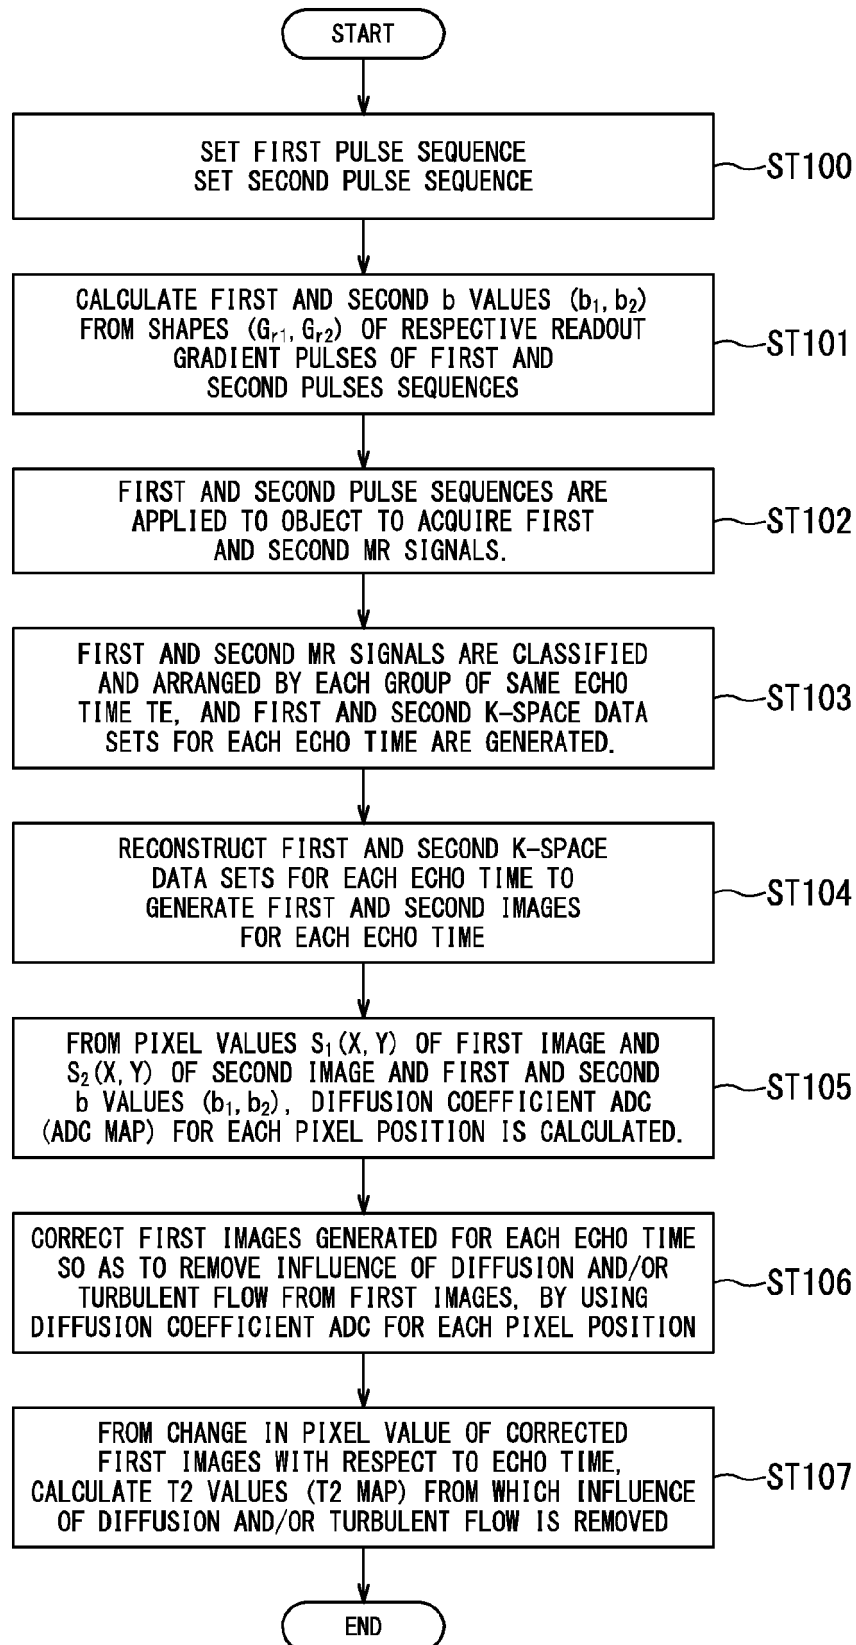 START
SET FIRST PULSE SEQUENCE
SET SECOND PULSE SEQUENCE
ST100
CALCULATE FIRST AND SECOND b VALUES (b₁, b₂)
FROM SHAPES (Gr1, Gr2) OF RESPECTIVE READOUT
GRADIENT PULSES OF FIRST AND
SECOND PULSES SEQUENCES
ST101
FIRST AND SECOND PULSE SEQUENCES ARE
APPLIED TO OBJECT TO ACQUIRE FIRST
AND SECOND MR SIGNALS.
ST102
FIRST AND SECOND MR SIGNALS ARE CLASSIFIED
AND ARRANGED BY EACH GROUP OF SAME ECHO
TIME TE, AND FIRST AND SECOND K-SPACE DATA
SETS FOR EACH ECHO TIME ARE GENERATED.
ST103
RECONSTRUCT FIRST AND SECOND K-SPACE
DATA SETS FOR EACH ECHO TIME TO
GENERATE FIRST AND SECOND IMAGES
FOR EACH ECHO TIME
ST104
FROM PIXEL VALUES S₁(X, Y) OF FIRST IMAGE AND
S₂(X, Y) OF SECOND IMAGE AND FIRST AND SECOND
b VALUES (b₁, b₂), DIFFUSION COEFFICIENT ADC
(ADC MAP) FOR EACH PIXEL POSITION IS CALCULATED.
ST105
CORRECT FIRST IMAGES GENERATED FOR EACH ECHO TIME
SO AS TO REMOVE INFLUENCE OF DIFFUSION AND/OR
TURBULENT FLOW FROM FIRST IMAGES, BY USING
DIFFUSION COEFFICIENT ADC FOR EACH PIXEL POSITION
ST106
FROM CHANGE IN PIXEL VALUE OF CORRECTED
FIRST IMAGES WITH RESPECT TO ECHO TIME,
CALCULATE T2 VALUES (T2 MAP) FROM WHICH INFLUENCE
OF DIFFUSION AND/OR TURBULENT FLOW IS REMOVED
ST107
END